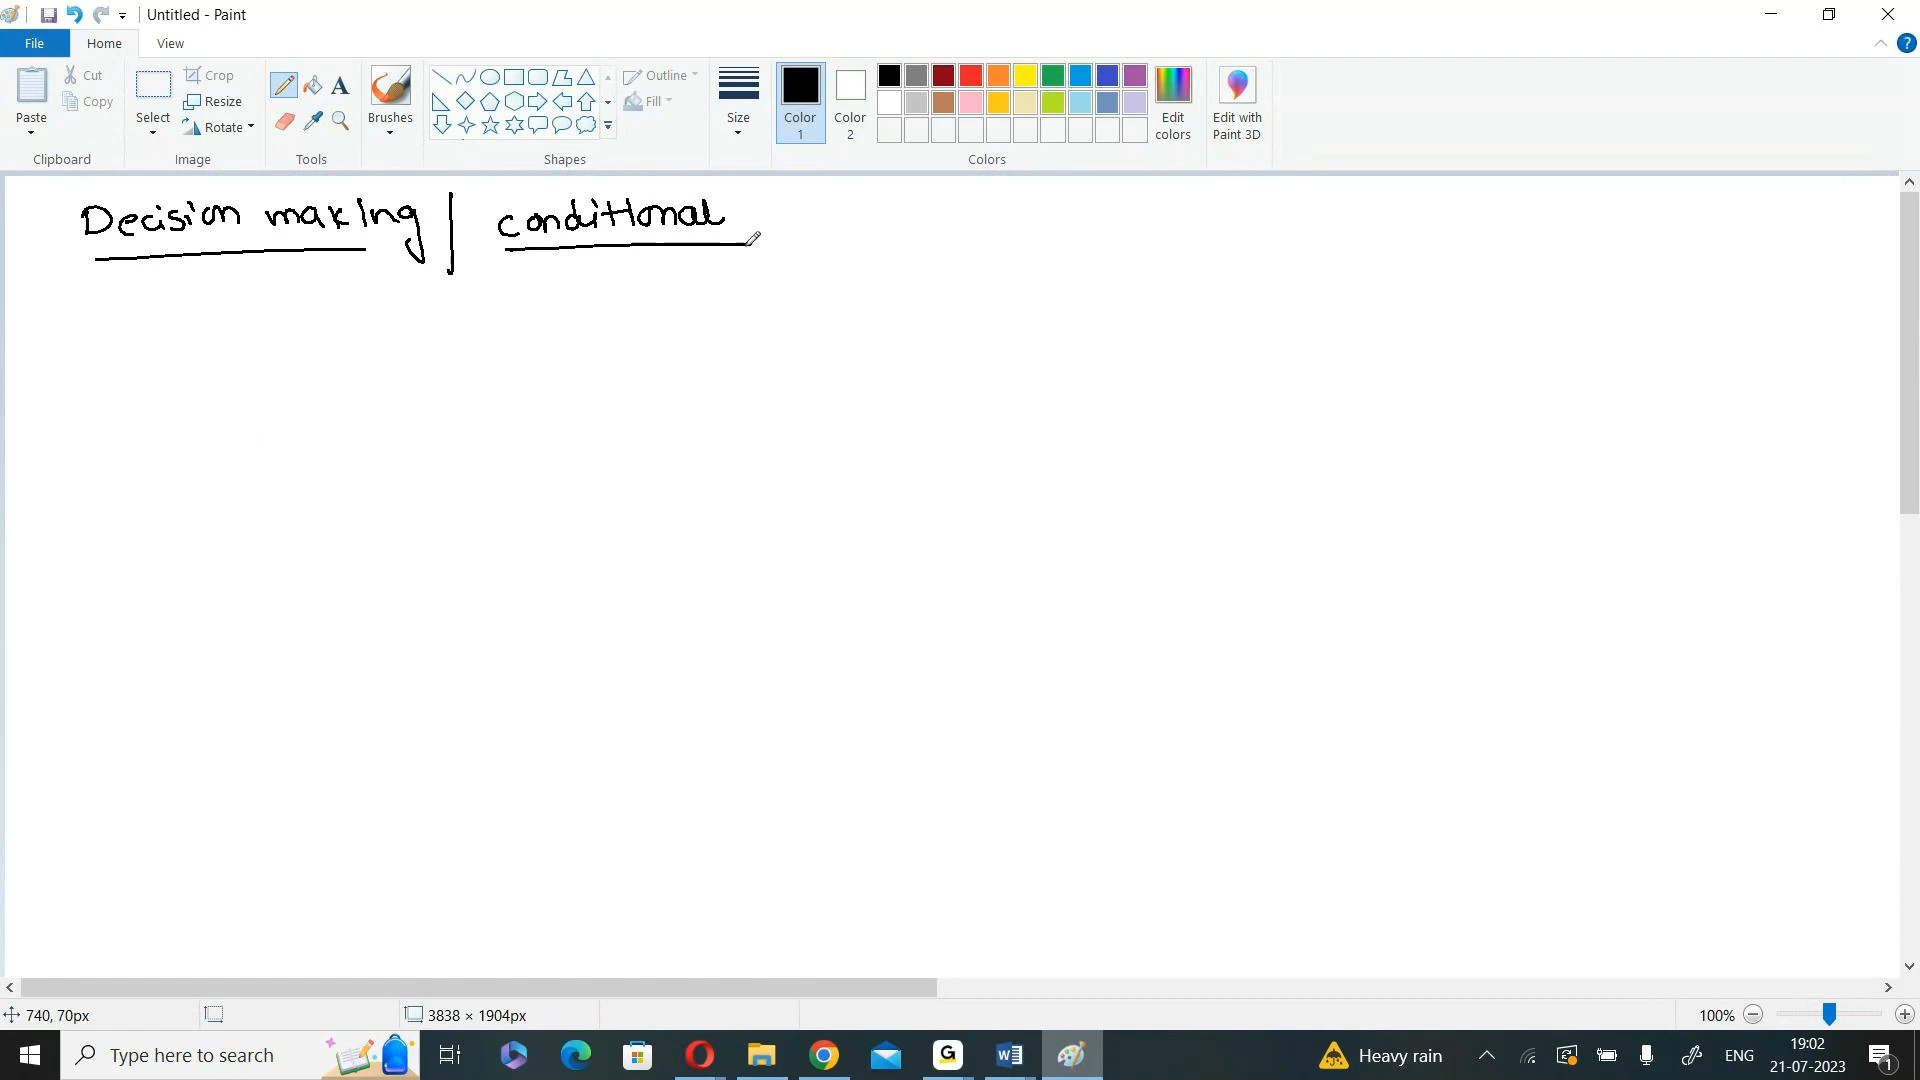 Untitled - Paint
File Home View
Paste Cut Copy Clipboard
Select Crop Resize Rotate Image
Tools
Brushes
Outline Fill Shapes
Size
Color 1 Color 2 Edit colors Colors
Edit with Paint 3D
Decision making | conditional
740, 70px 3838 × 1904px 100%
Type here to search Heavy rain ENG 19:02 21-07-2023 1